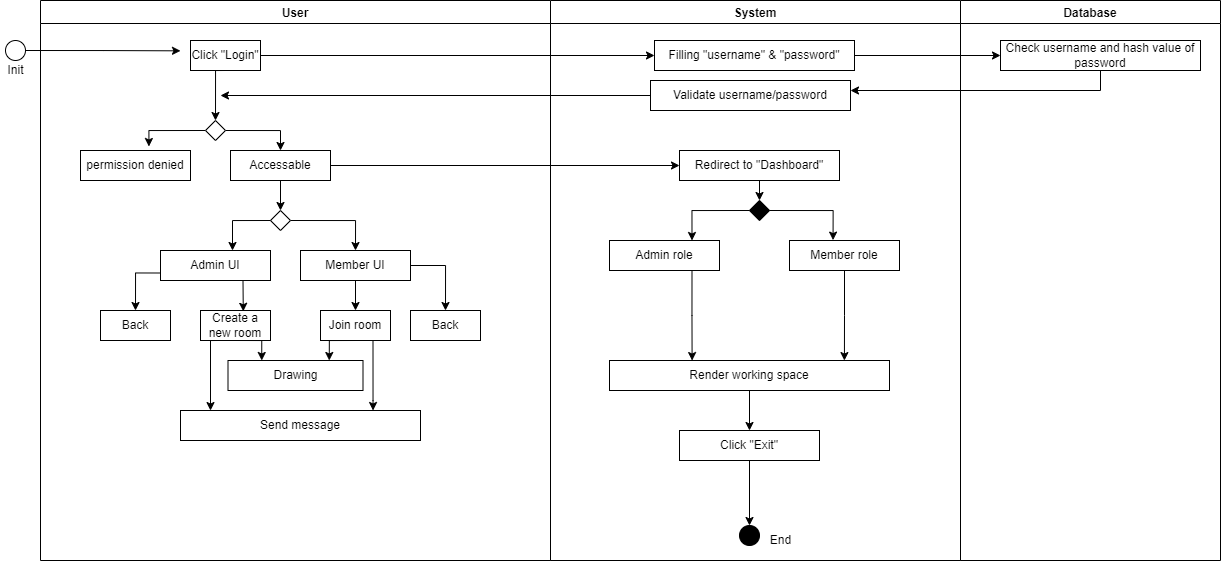 User
System
Database
Init
Click "Login"
Filling "username" & "password"
Check username and hash value of
password
Validate username/password
permission denied
Accessable
Redirect to "Dashboard"
Admin UI
Member UI
Admin role
Member role
Back
Create a
new room
Join room
Back
Drawing
Render working space
Send message
Click "Exit"
End